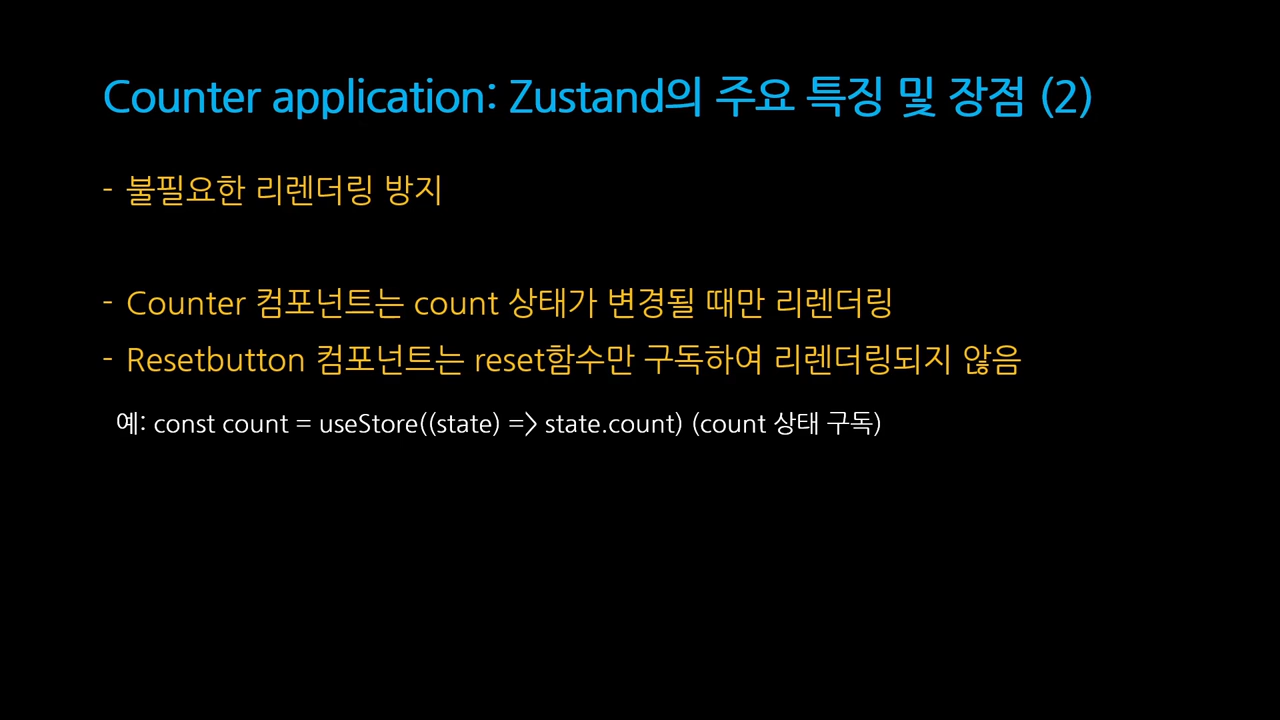 Counter application: Zustand의 주요 특징 및 장점 (2)
- 불필요한 리렌더링 방지
- Counter 컴포넌트는 count 상태가 변경될 때만 리렌더링
- Resetbutton 컴포넌트는 reset함수만 구독하여 리렌더링되지 않음
예: const count = useStore((state) => state.count) (count 상태 구독)